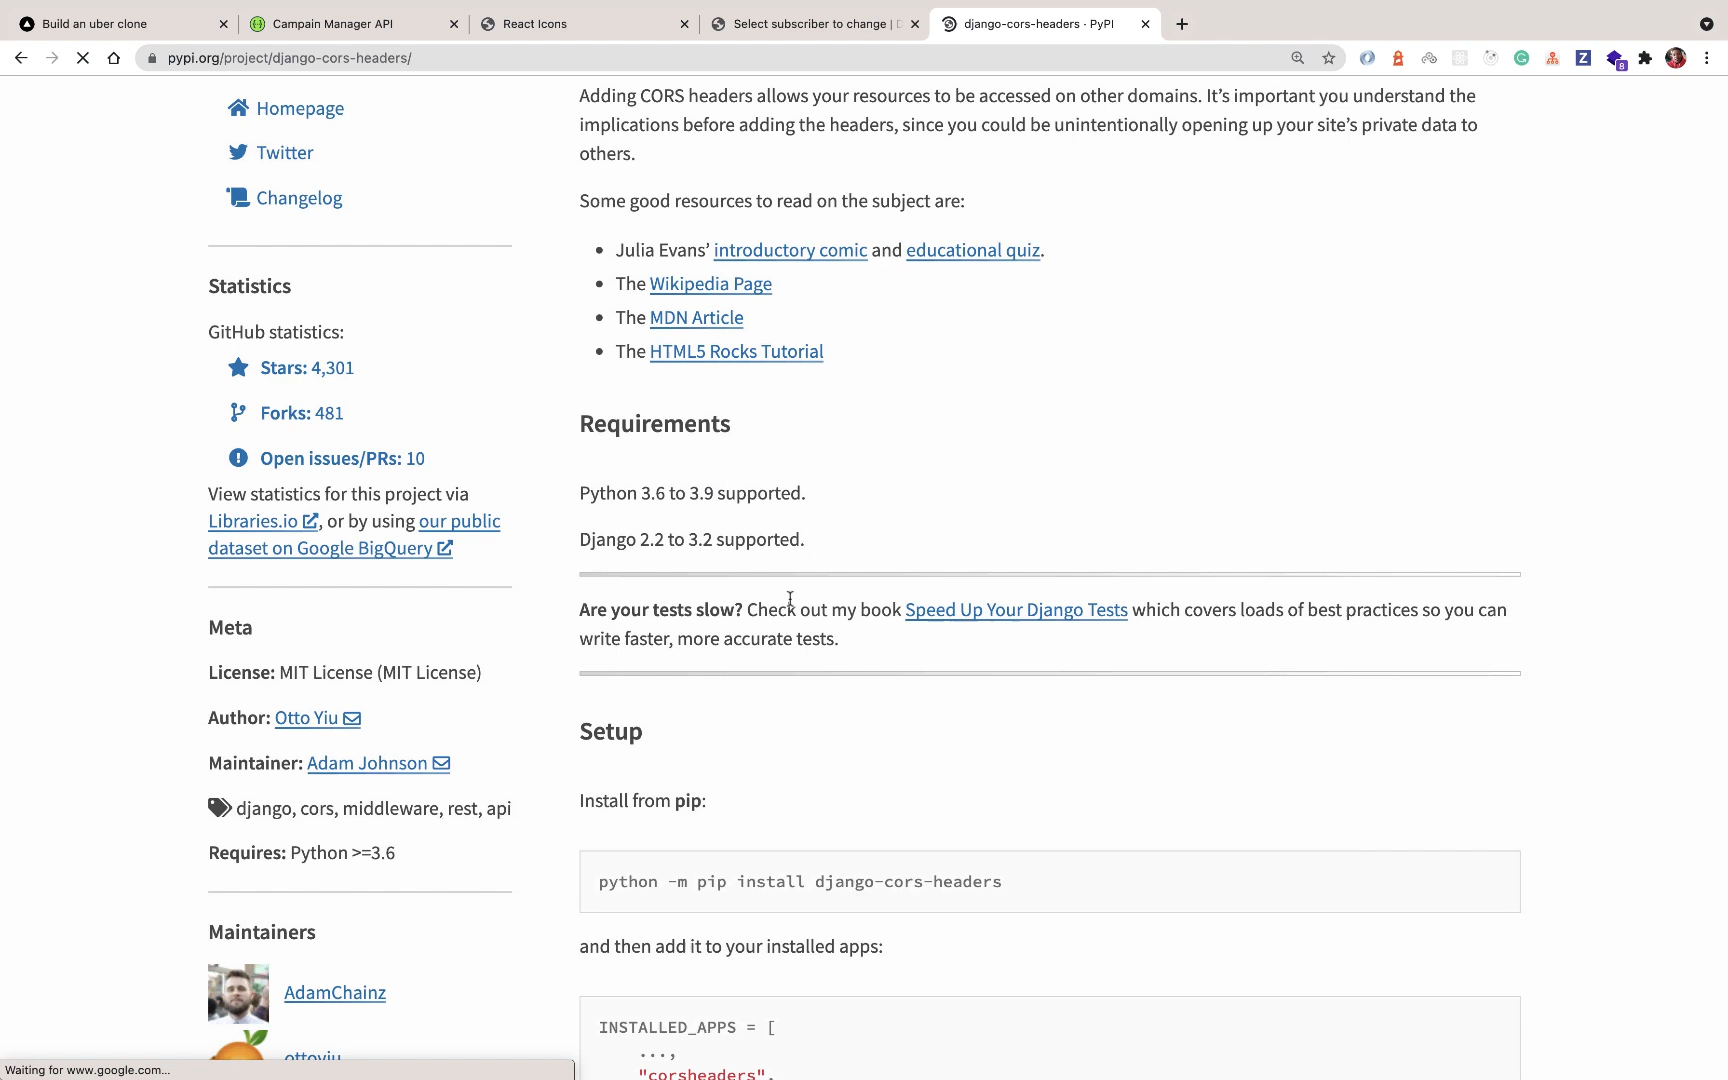 Build an uber clone
Campain Manager API
React Icons
Select subscriber to change | D
django-cors-headers · PyPI
pypi.org/project/django-cors-headers/
8
Homepage
Twitter
Changelog
Statistics
GitHub statistics:
Stars: 4,301
Forks: 481
Open issues/PRs: 10
View statistics for this project via
Libraries.io, or by using our public
dataset on Google BigQuery
Meta
License: MIT License (MIT License)
Author: Otto Yiu
Maintainer: Adam Johnson
django, cors, middleware, rest, api
Requires: Python >=3.6
Maintainers
AdamChainz
ottoyiu
Adding CORS headers allows your resources to be accessed on other domains. It’s important you understand the
implications before adding the headers, since you could be unintentionally opening up your site’s private data to
others.
Some good resources to read on the subject are:
• Julia Evans’ introductory comic and educational quiz.
• The Wikipedia Page
• The MDN Article
• The HTML5 Rocks Tutorial
Requirements
Python 3.6 to 3.9 supported.
Django 2.2 to 3.2 supported.
Are your tests slow? Check out my book Speed Up Your Django Tests which covers loads of best practices so you can
write faster, more accurate tests.
Setup
Install from pip:
python -m pip install django-cors-headers
and then add it to your installed apps:
INSTALLED_APPS = [
...,
"corsheaders",
Waiting for www.google.com...